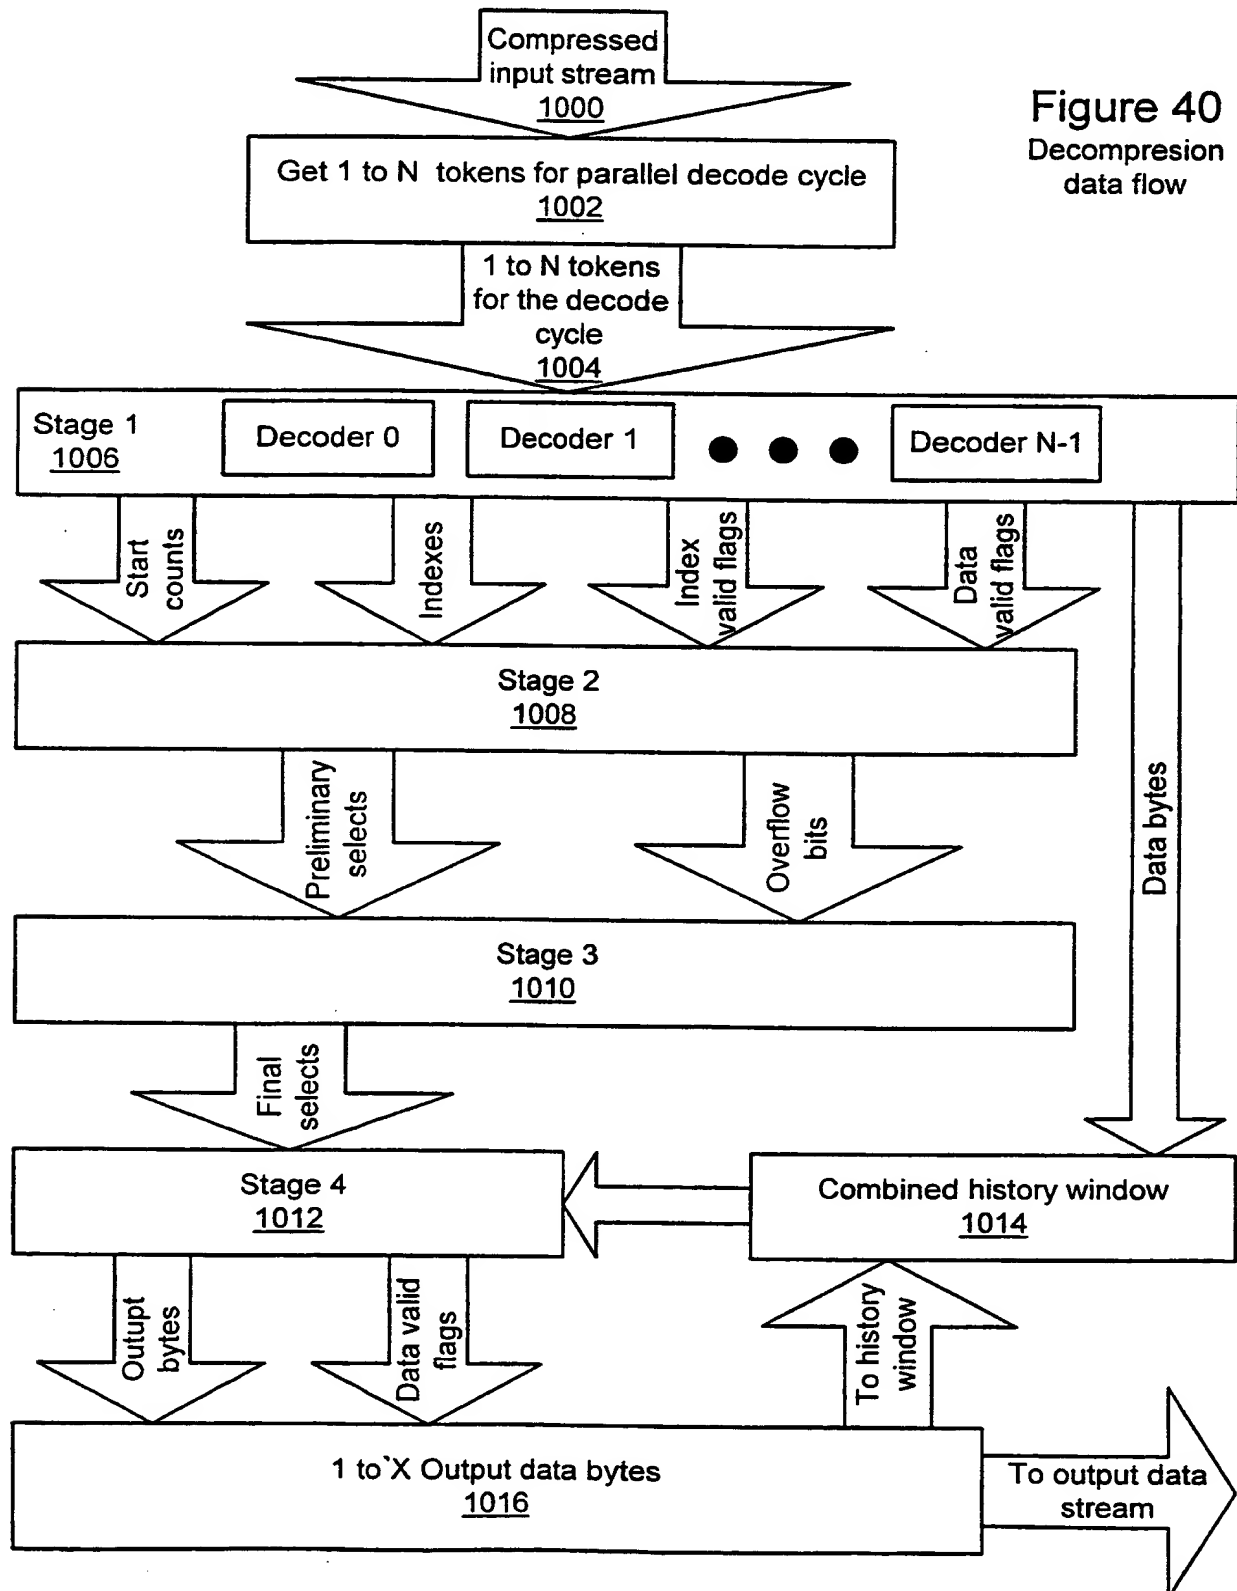 Compressed
input stream
1000
Figure 40
Decompresion
data flow
Get 1 to N tokens for parallel decode cycle
1002
1 to N tokens
for the decode
cycle
1004
Stage 1
1006
Decoder 0
Decoder 1
Decoder N-1
Start
counts
Indexes
Index
valid flags
Data
valid flags
Data bytes
Stage 2
1008
Preliminary
selects
Overflow
bits
Stage 3
1010
Final
selects
Stage 4
1012
Combined history window
1014
Outupt
bytes
Data valid
flags
To history
window
1 to X Output data bytes
1016
To output data
stream